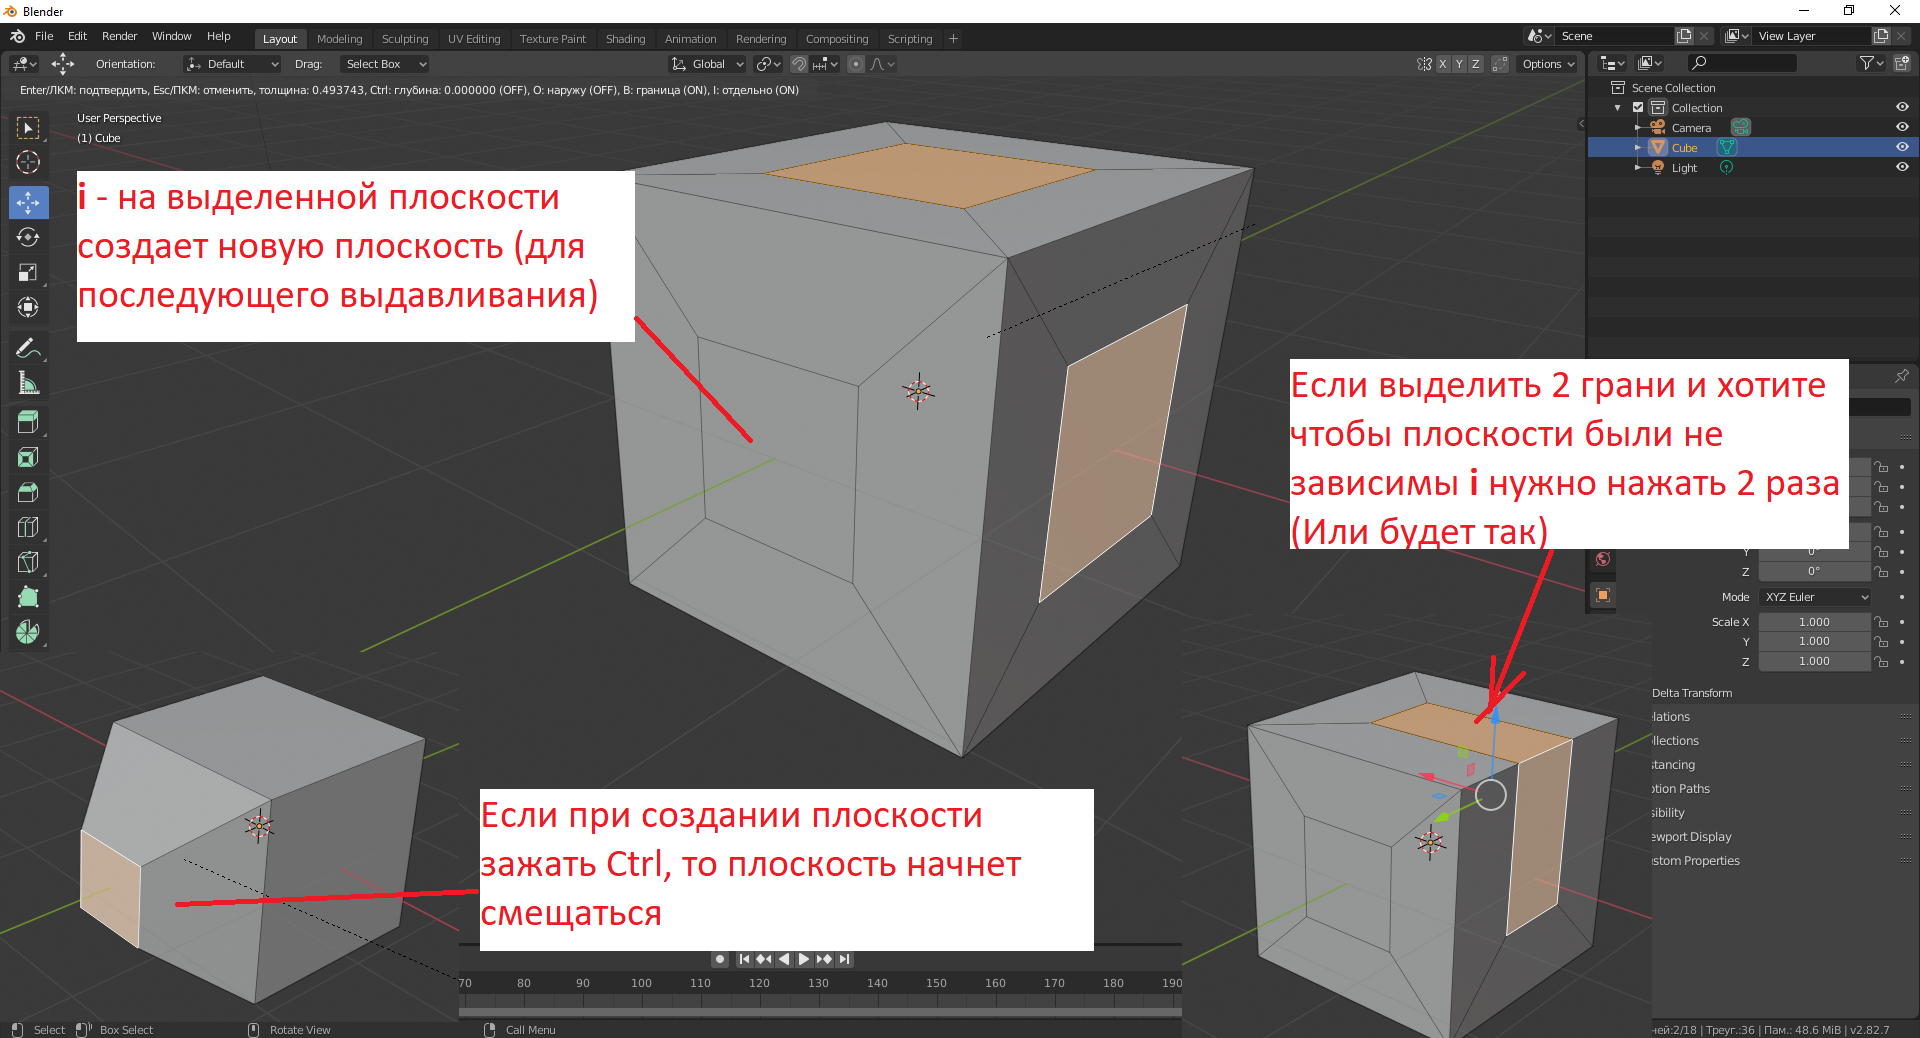 Blender
File Edit Render Window Help Layout Modeling Sculpting UV Editing Texture Paint Shading Animation Rendering Compositing Scripting + Scene View Layer
Orientation: Default Drag: Select Box Global X Y Z Options
Enter/ЛКМ: подтвердить, Esc/ПКМ: отменить, толщина: 0.493743, Ctrl: глубина: 0.000000 (OFF), O: наружу (OFF), B: граница (ON), I: отдельно (ON)
User Perspective
(1) Cube
Scene Collection
Collection
Camera
Cube
Light
i - на выделенной плоскости
создает новую плоскость (для
последующего выдавливания)
Если выделить 2 грани и хотите
чтобы плоскости были не
зависимы i нужно нажать 2 раза
(Или будет так)
Y 0°
Z 0°
Mode XYZ Euler
Scale X 1.000
Y 1.000
Z 1.000
Delta Transform
lations
llections
stancing
otion Paths
sibility
ewport Display
ustom Properties
Если при создании плоскости
зажать Ctrl, то плоскость начнет
смещаться
70 80 90 100 110 120 130 140 150 160 170 180 190
Select Box Select Rotate View Call Menu
ней:2/18 | Треуг.:36 | Пам.: 48.6 MiB | v2.82.7